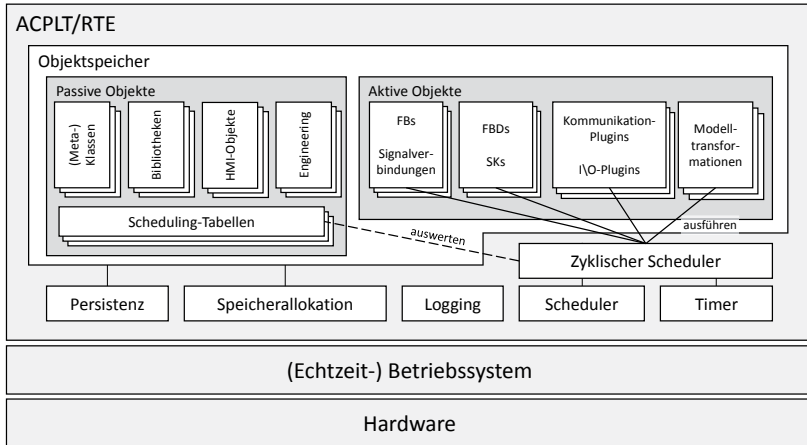 ACPLT/RTE
Objektspeicher
Passive Objekte
(Meta-)
Klassen
Bibliotheken
HMI-Objekte
Engineering
Scheduling-Tabellen
Aktive Objekte
FBs
Signalver-
bindungen
FBDs
SKs
Kommunikation-
Plugins
I\O-Plugins
Modell-
transfor-
mationen
auswerten
ausführen
Zyklischer Scheduler
Persistenz
Speicherallokation
Logging
Scheduler
Timer
(Echtzeit-) Betriebssystem
Hardware